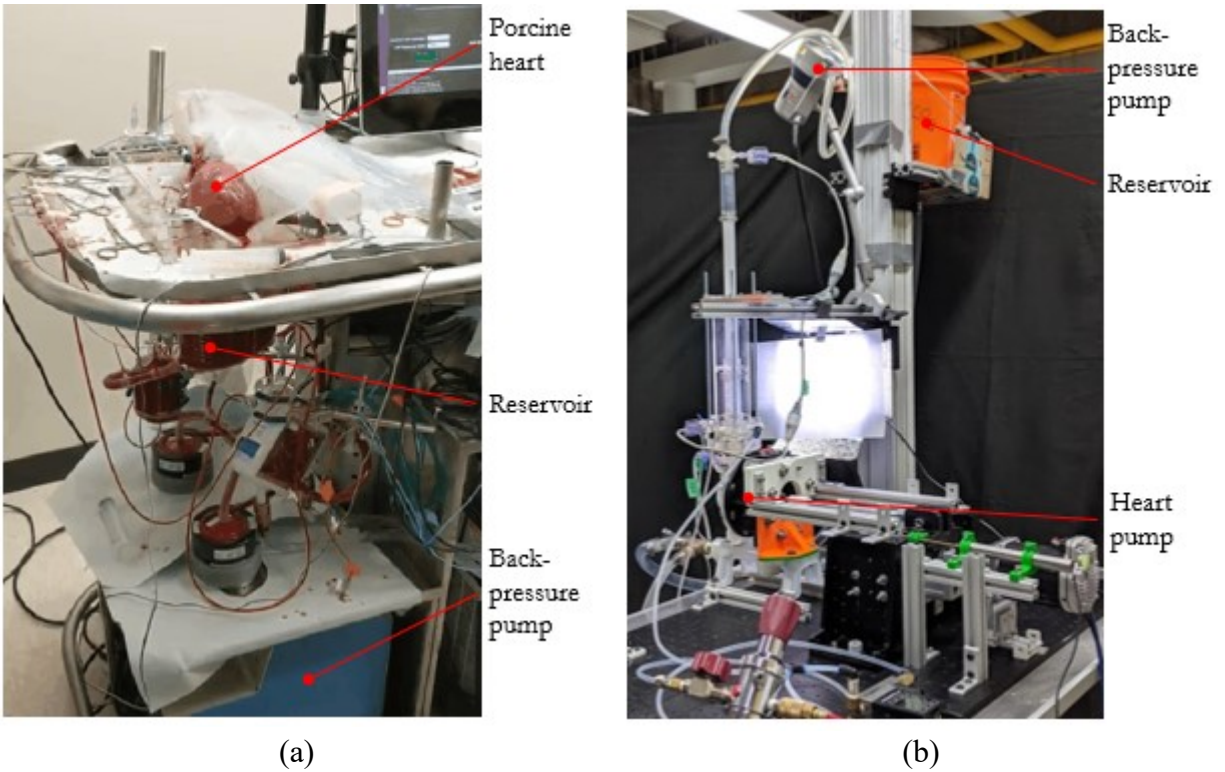 Porcine
heart
Reservoir
Back-
pressure
pump
(a)
Back-
pressure
pump
Reservoir
Heart
pump
(b)